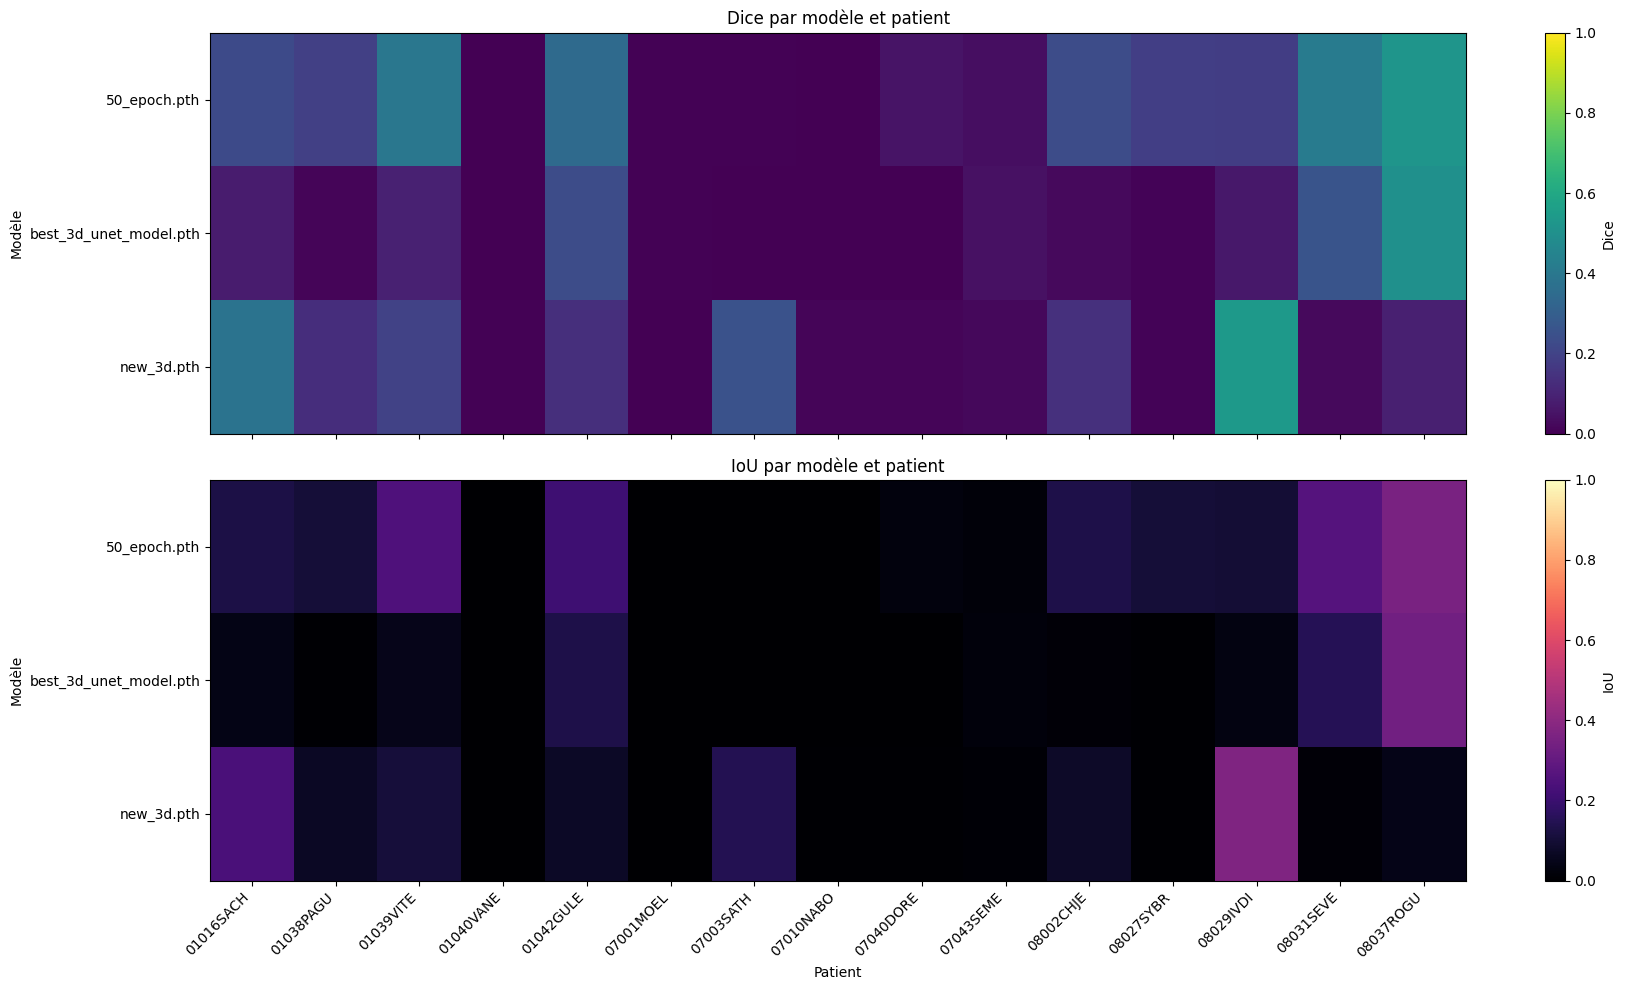 Dice par modèle et patient
Modèle
50_epoch.pth
best_3d_unet_model.pth
new_3d.pth
1.0
0.8
0.6
0.4
0.2
0.0
Dice
IoU par modèle et patient
Modèle
50_epoch.pth
best_3d_unet_model.pth
new_3d.pth
1.0
0.8
0.6
0.4
0.2
0.0
IoU
01016SACH
01038PAGU
01039VITE
01040VANE
01042GULE
07001MOEL
07003SATH
07010NABO
07040DORE
07043SEME
08002CHJE
08027SYBR
08029IVDI
08031SEVE
08037ROGU
Patient